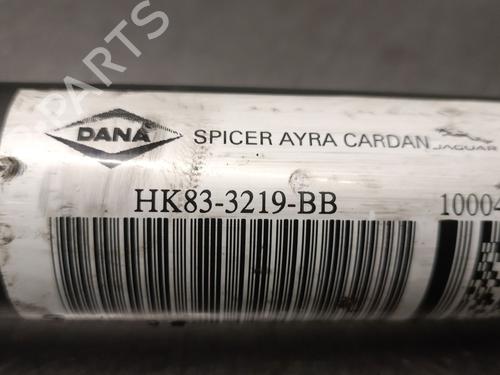 DANA SPICER AYRA CARDAN JAGUAR
HK83-3219-BB 10004
B-PARTS